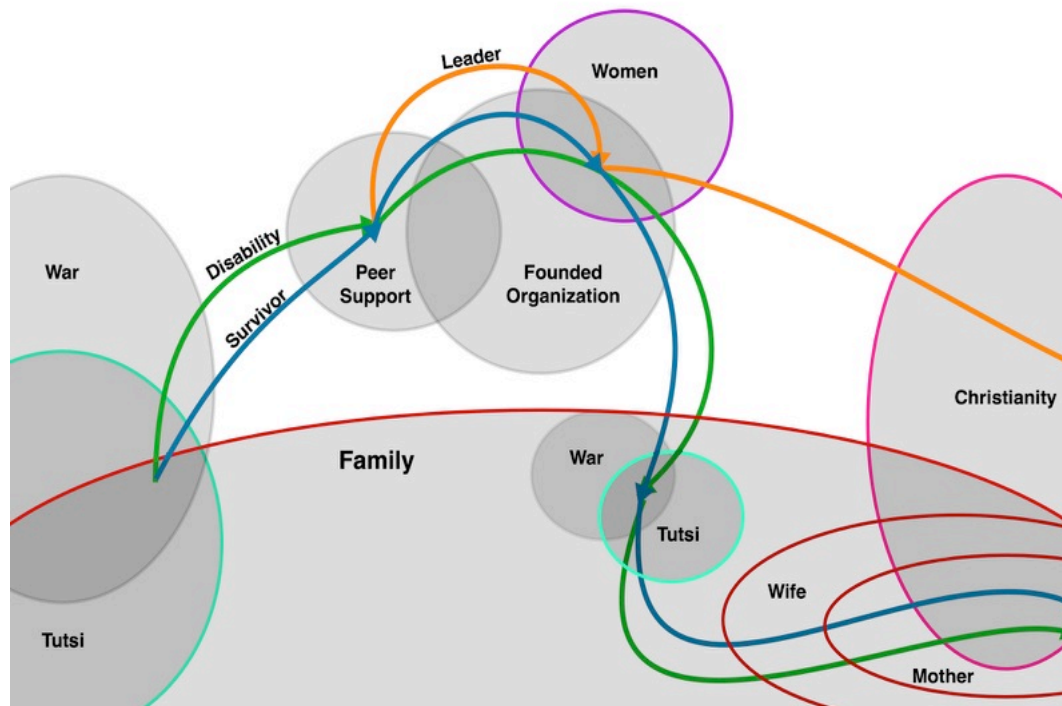 Leader
Women
Disability
Survivor
War
Peer
Support
Founded
Organization
Christianity
Family
War
Tutsi
Wife
Tutsi
Mother